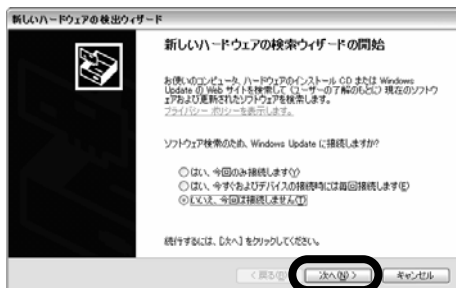 新しいハードウェアの検出ウィザード
新しいハードウェアの検索ウィザードの開始
お使いのコンピュータ、ハードウェアのインストール CD または Windows
Update の Web サイトを検索して (ユーザーの了解のもとに) 現在のソフトウ
ェアおよび更新されたソフトウェアを検索します。
プライバシー ポリシーを表示します。
ソフトウェア検索のため、Windows Update に接続しますか?
はい、今回のみ接続します(Y)
はい、今すぐおよびデバイスの接続時には毎回接続します(E)
いいえ、今回は接続しません(T)
続行するには、[次へ] をクリックしてください。
< 戻る(B)
次へ(N) >
キャンセル